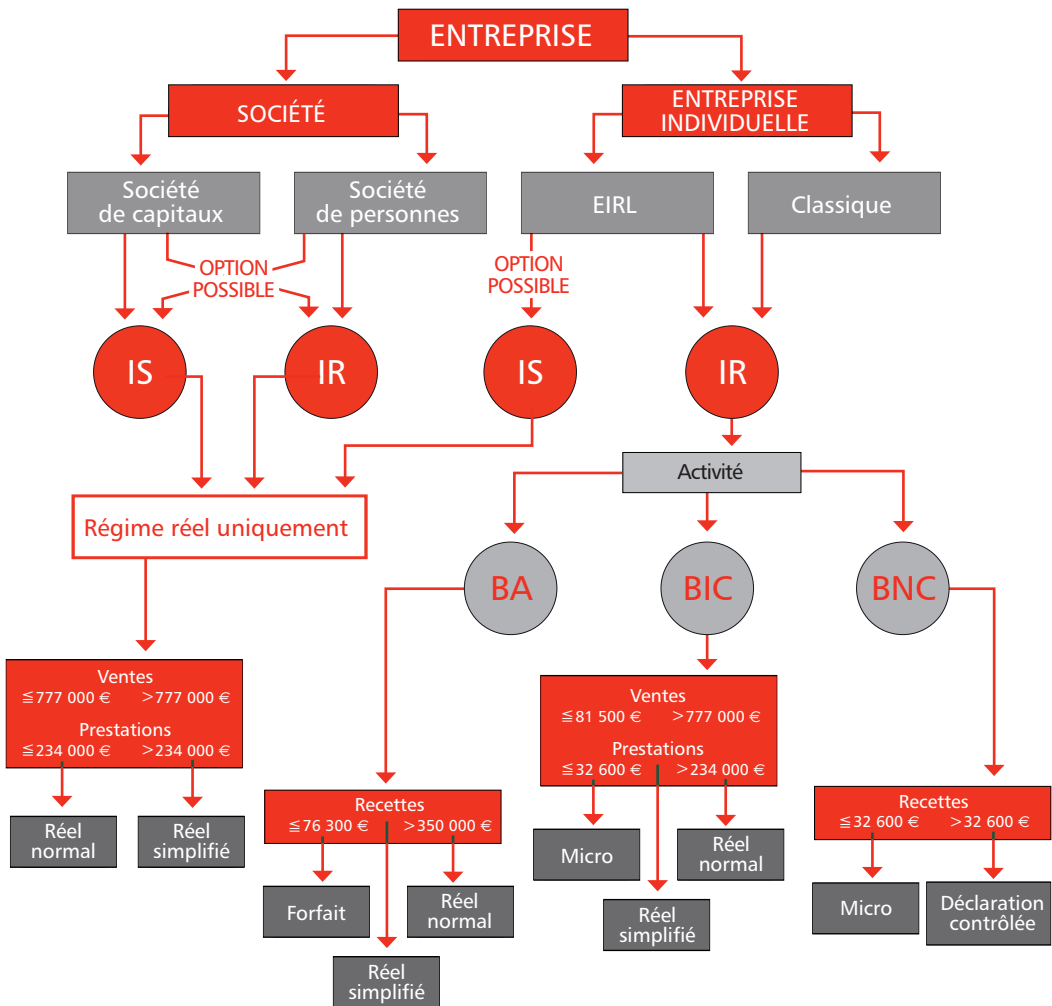 ENTREPRISE
SOCIÉTÉ
ENTREPRISE
INDIVIDUELLE
Société
de capitaux
Société
de personnes
EIRL
Classique
OPTION
POSSIBLE
OPTION
POSSIBLE
IS
IR
IS
IR
Activité
Régime réel uniquement
BA
BIC
BNC
Ventes
≦777 000 € >777 000 €
Prestations
≦234 000 € >234 000 €
Réel
normal
Réel
simplifié
Recettes
≦76 300 € >350 000 €
Forfait
Réel
normal
Réel
simplifié
Ventes
≦81 500 € >777 000 €
Prestations
≦32 600 € >234 000 €
Micro
Réel
normal
Réel
simplifié
Recettes
≦32 600 € >32 600 €
Micro
Déclaration
contrôlée